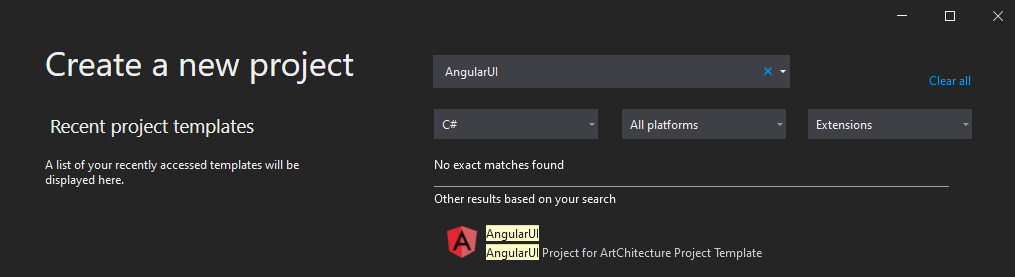 Create a new project
AngularUI
Clear all
Recent project templates
C#
All platforms
Extensions
A list of your recently accessed templates will be
displayed here.
No exact matches found
Other results based on your search
AngularUI
AngularUI Project for ArtChitecture Project Template